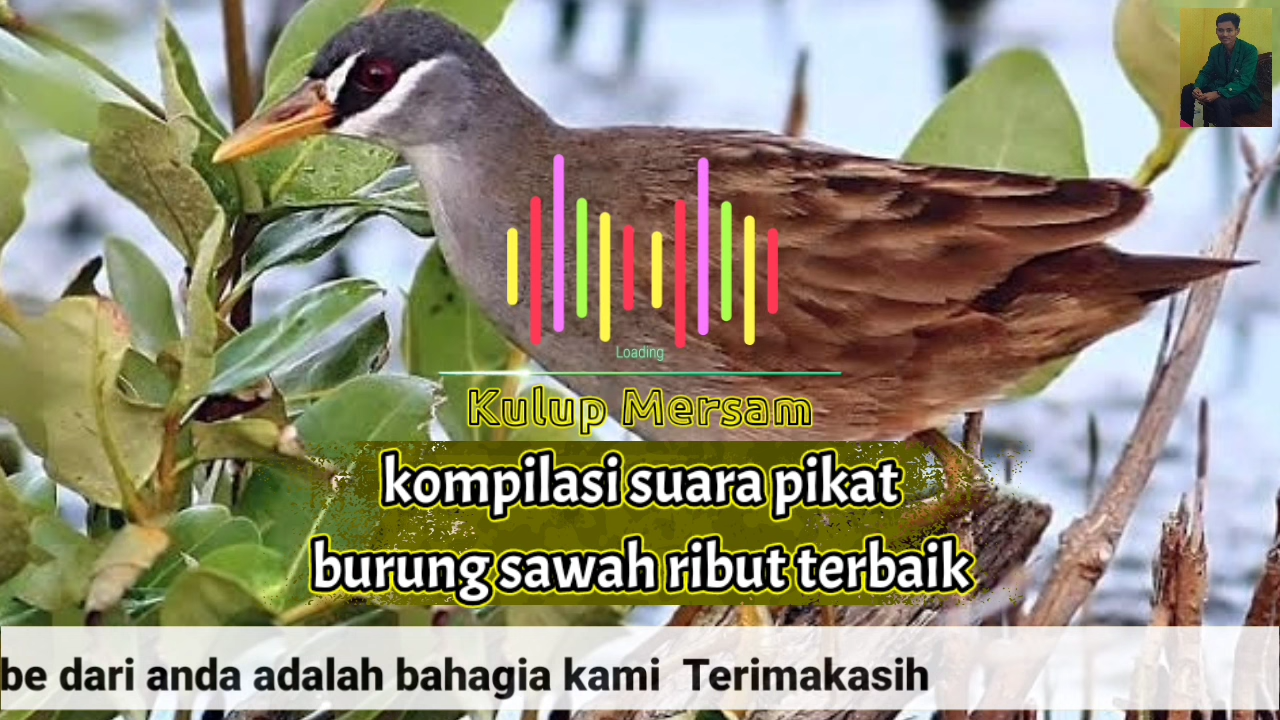 Loading
Kulup Mersam
kompilasi suara pikat
burung sawah ribut terbaik
be dari anda adalah bahagia kami Terimakasih